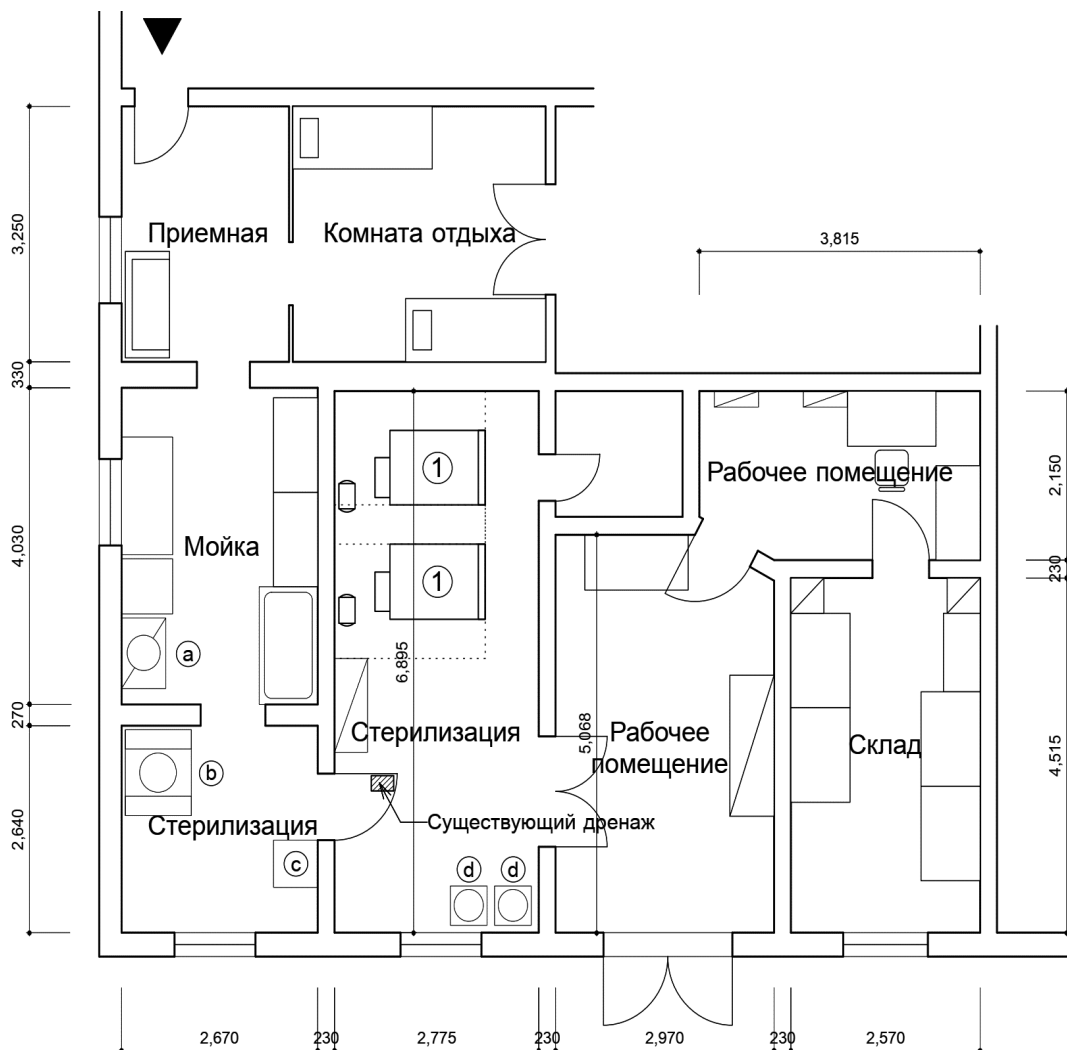 Приемная
Комната отдыха
3,250
3,815
330
1
Рабочее помещение
2,150
Мойка
4,030
1
230
a
6,895
270
5,068
Стерилизация
Рабочее
помещение
Склад
4,515
b
2,640
Стерилизация
Существующий дренаж
c
d
d
2,670
230
2,775
230
2,970
230
2,570